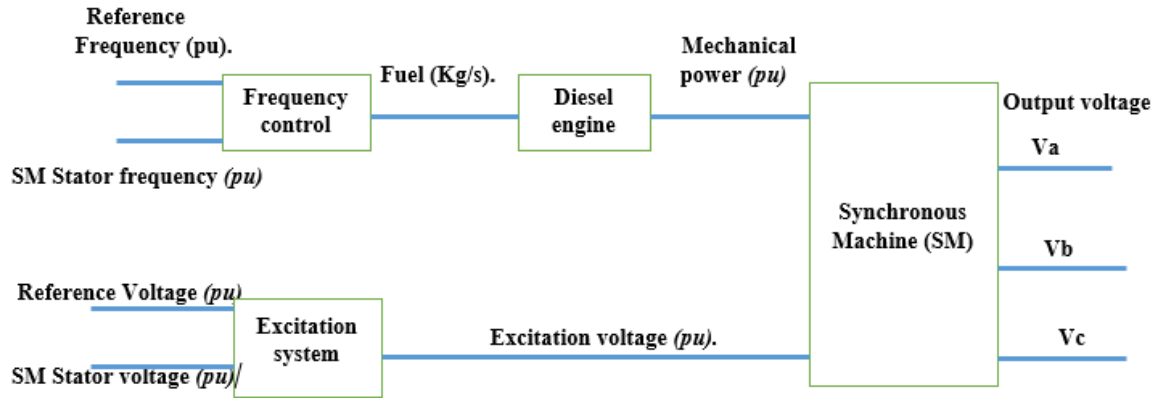 Reference
Frequency (pu).
Frequency
control
SM Stator frequency (pu)
Fuel (Kg/s).
Diesel
engine
Mechanical
power (pu)
Synchronous
Machine (SM)
Output voltage
Va
Vb
Vc
Reference Voltage (pu)
SM Stator voltage (pu)/
Excitation
system
Excitation voltage (pu).